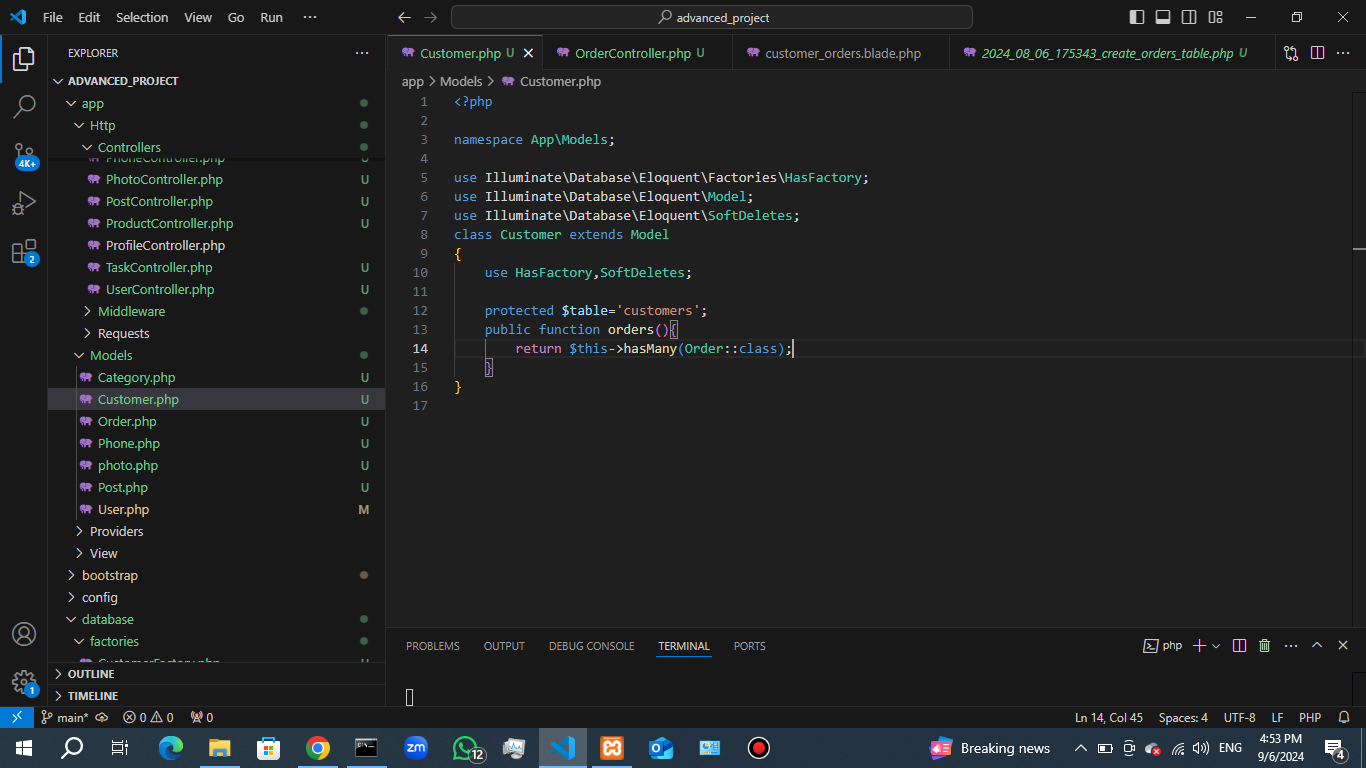 File Edit Selection View Go Run ···
advanced_project
EXPLORER
ADVANCED_PROJECT
app
Http
Controllers
PhoneController.php U
PhotoController.php U
PostController.php U
ProductController.php U
ProfileController.php
TaskController.php U
UserController.php U
Middleware
Requests
Models
Category.php U
Customer.php U
Order.php U
Phone.php U
photo.php U
Post.php U
User.php M
Providers
View
bootstrap
config
database
factories
CustomerFactory.php U
OUTLINE
TIMELINE
4K+
2
1
Customer.php U
OrderController.php U
customer_orders.blade.php
2024_08_06_175343_create_orders_table.php U
app > Models > Customer.php
1 <?php
2
3 namespace App\Models;
4
5 use Illuminate\Database\Eloquent\Factories\HasFactory;
6 use Illuminate\Database\Eloquent\Model;
7 use Illuminate\Database\Eloquent\SoftDeletes;
8 class Customer extends Model
9 {
10 use HasFactory,SoftDeletes;
11
12 protected $table='customers';
13 public function orders(){
14 return $this->hasMany(Order::class);
15 }
16 }
17
PROBLEMS OUTPUT DEBUG CONSOLE TERMINAL PORTS
php
main* 0 0 0
Ln 14, Col 45 Spaces: 4 UTF-8 LF PHP
zm
12
Breaking news
ENG
4:53 PM
9/6/2024
4